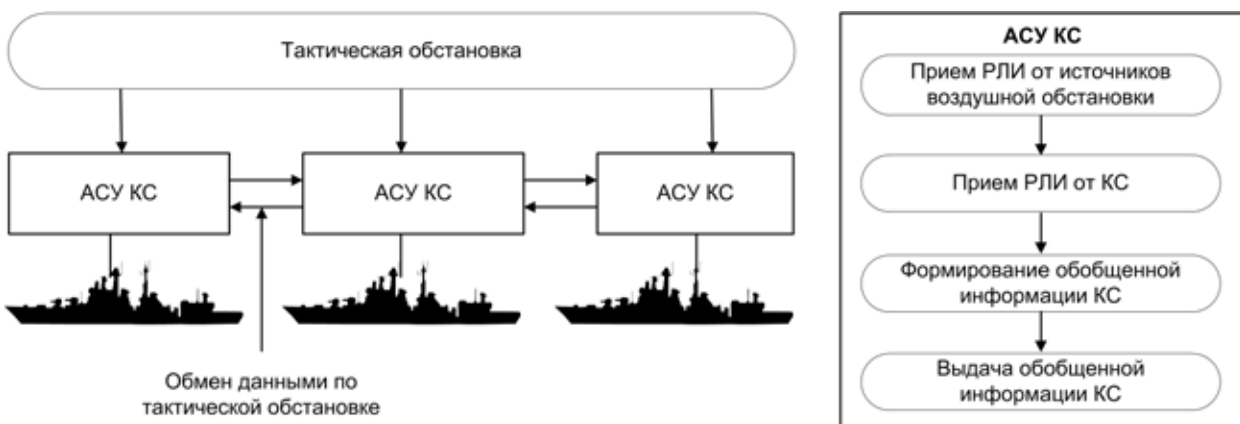 Тактическая обстановка
АСУ КС
АСУ КС
АСУ КС
Обмен данными по
тактической обстановке
АСУ КС
Прием РЛИ от источников
воздушной обстановки
Прием РЛИ от КС
Формирование обобщенной
информации КС
Выдача обобщенной
информации КС